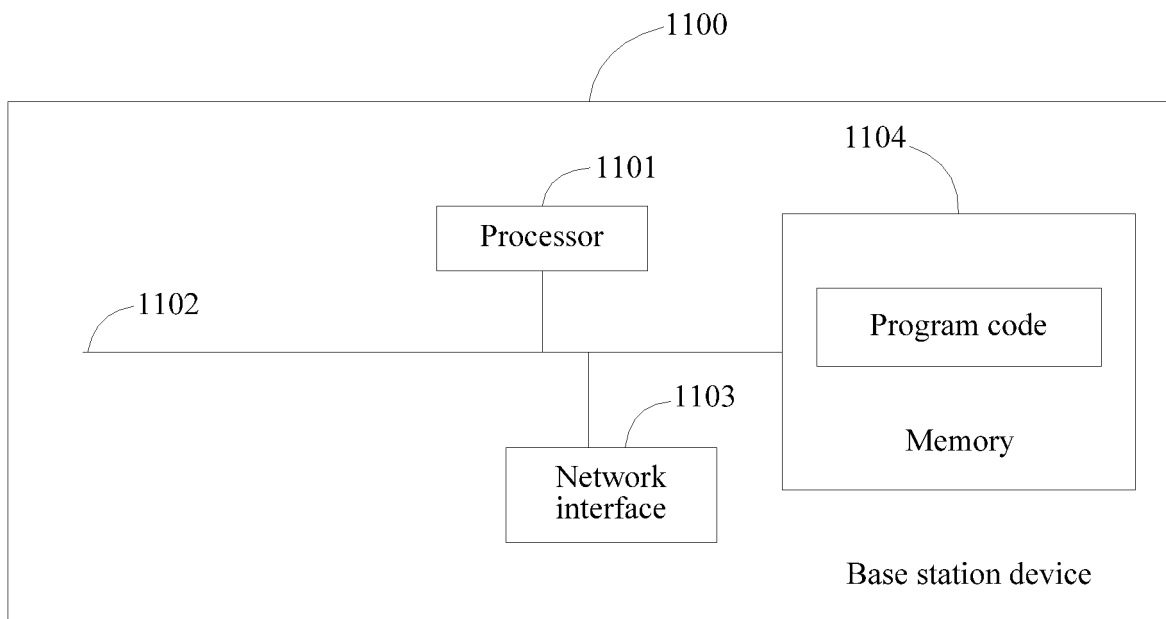 1100
1104
1101
Processor
1102
Program code
1103
Memory
Network
interface
Base station device